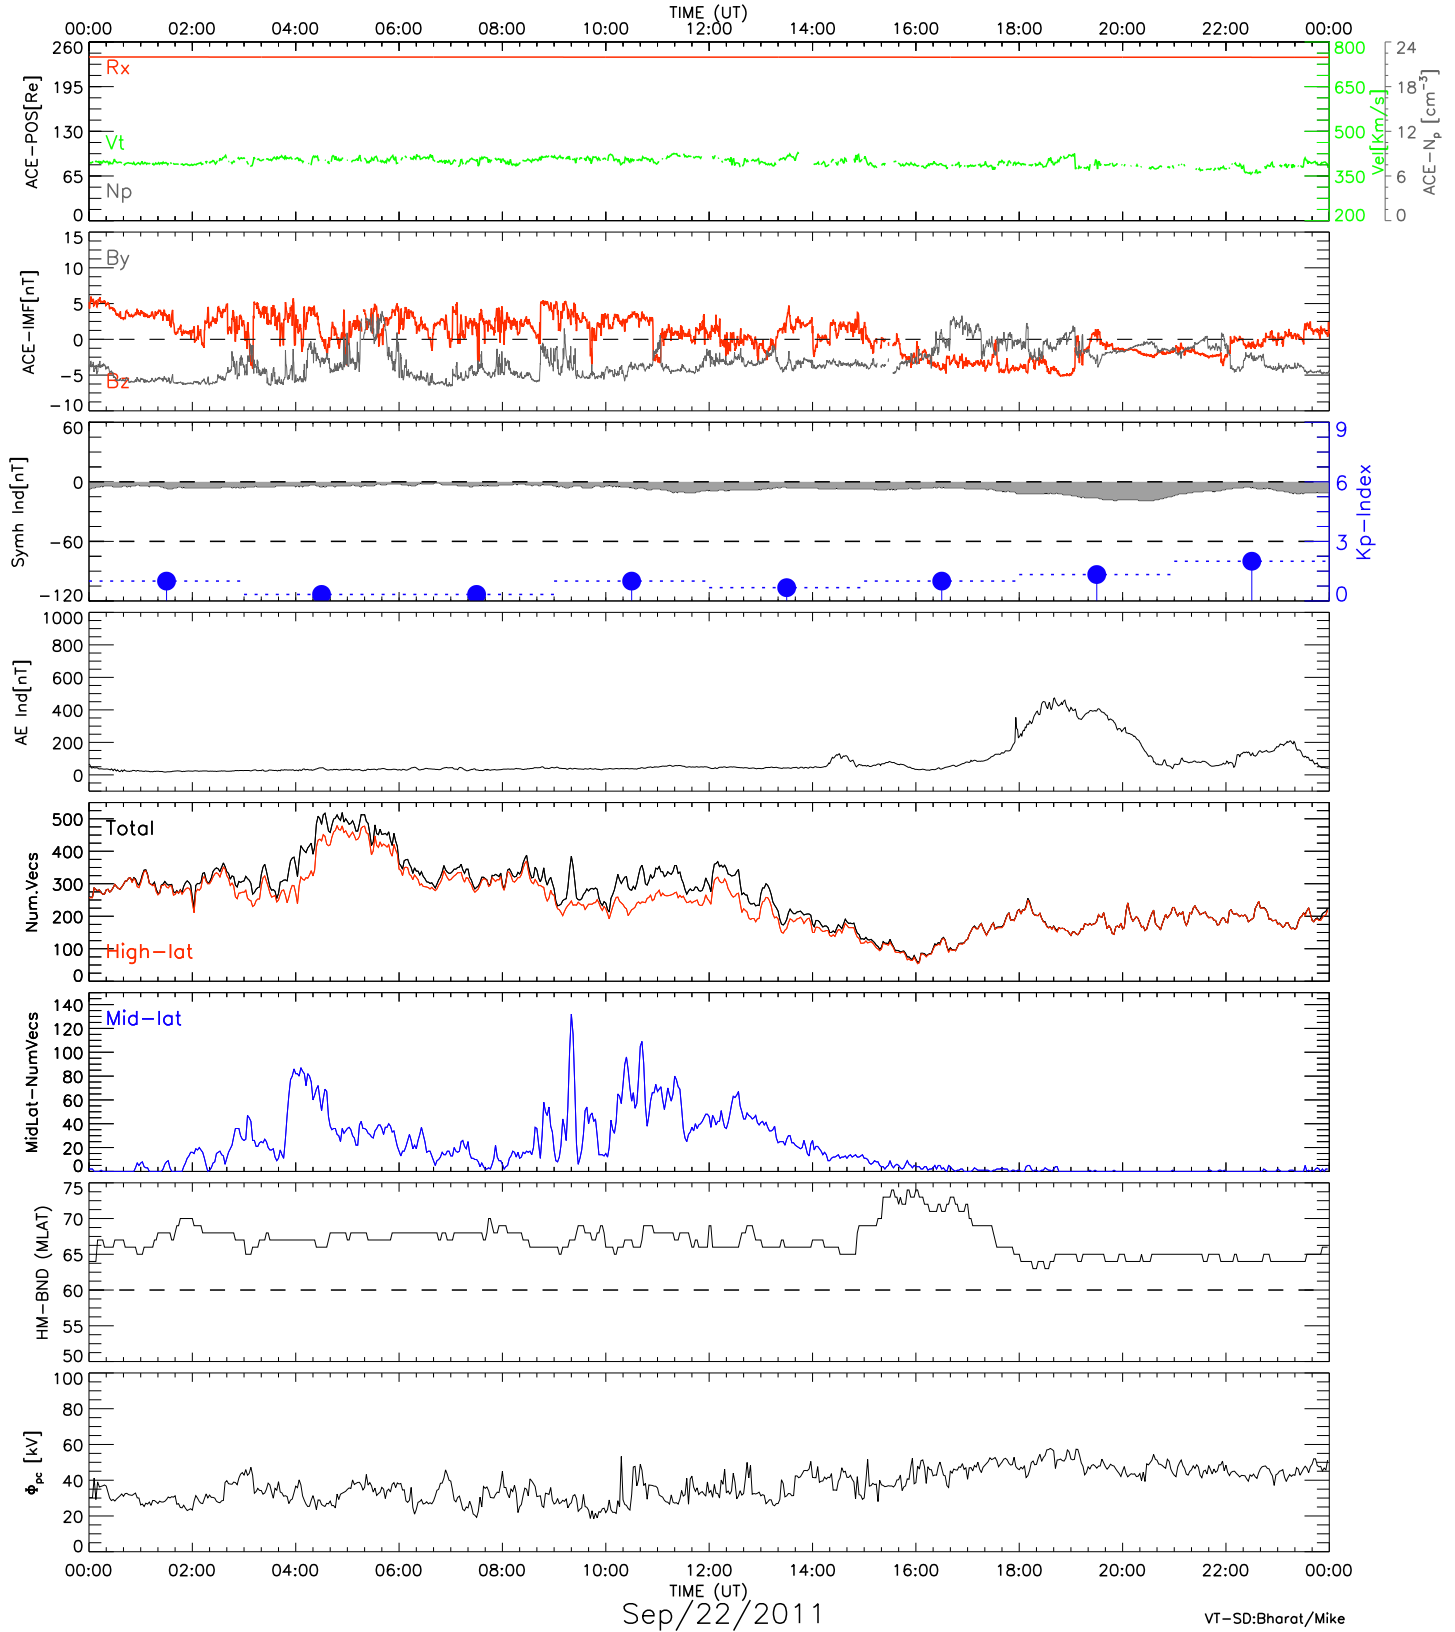 TIME (UT)
00:00 02:00 04:00 06:00 08:00 10:00 12:00 14:00 16:00 18:00 20:00 22:00 00:00
ACE-POS[Re]
260
195
130
65
0
Rx
Vt
Np
800
650
500
350
200
Vel[Km/s]
24
18
12
6
0
ACE-Np [cm-3]
ACE-IMF[nT]
15
10
5
0
-5
-10
By
Bz
Symh Ind[nT]
60
0
-60
-120
9
6
3
0
Kp-Index
AE Ind[nT]
1000
800
600
400
200
0
Num.Vecs
500
400
300
200
100
0
Total
High-lat
MidLat-NumVecs
140
120
100
80
60
40
20
0
Mid-lat
HM-BND (MLAT)
75
70
65
60
55
50
Φpc [kV]
100
80
60
40
20
0
00:00 02:00 04:00 06:00 08:00 10:00 12:00 14:00 16:00 18:00 20:00 22:00 00:00
TIME (UT)
Sep/22/2011
VT-SD:Bharat/Mike